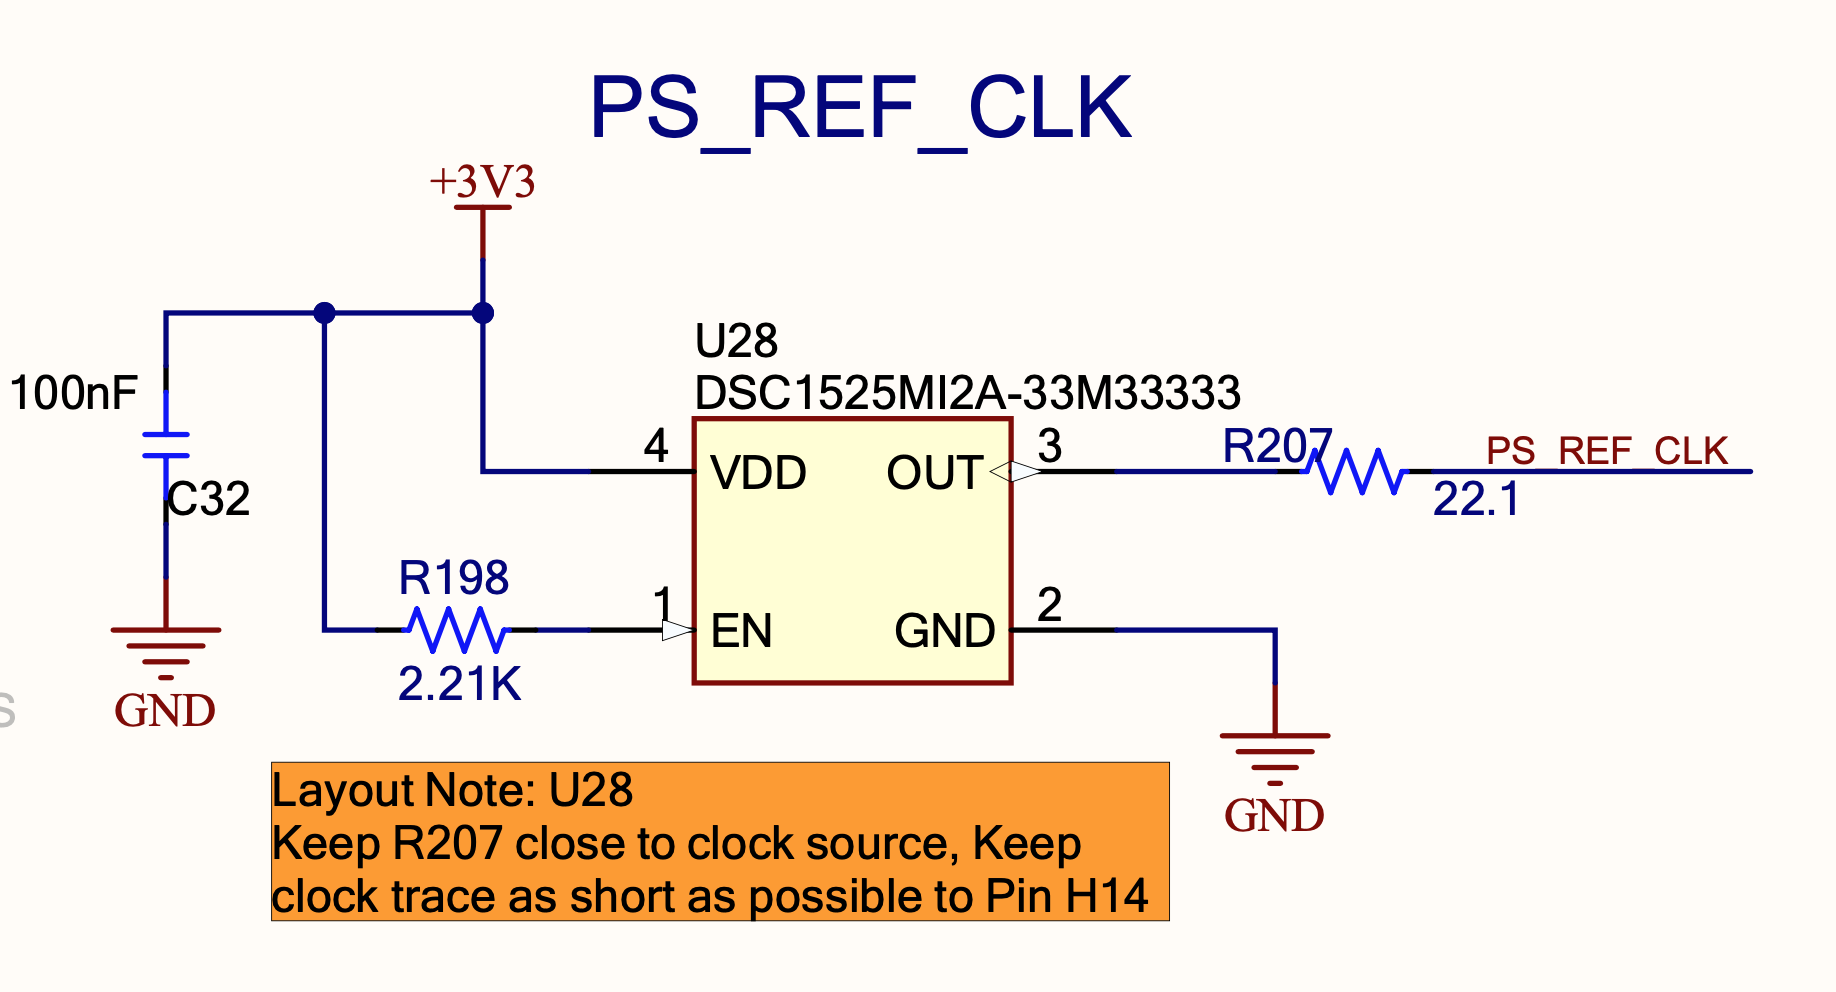 PS_REF_CLK
+3V3
U28
DSC1525MI2A-33M33333
100nF
C32
GND
4
VDD
OUT
3
R207
22.1
PS_REF_CLK
R198
2.21K
1
EN
GND
2
GND
s
Layout Note: U28
Keep R207 close to clock source, Keep
clock trace as short as possible to Pin H14